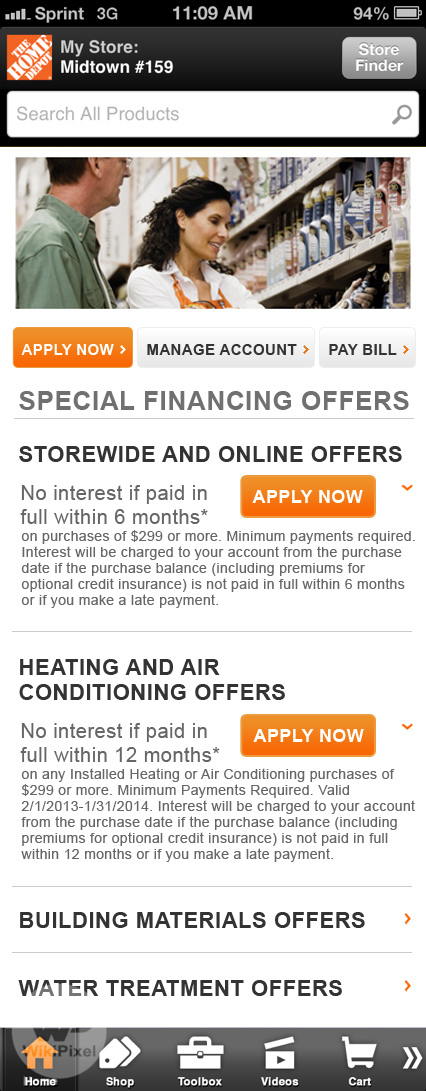 Sprint 3G 11:09 AM 94%
THE HOME DEPOT
My Store:
Midtown #159
Store
Finder
Search All Products
APPLY NOW > MANAGE ACCOUNT > PAY BILL >
SPECIAL FINANCING OFFERS
STOREWIDE AND ONLINE OFFERS
No interest if paid in
full within 6 months*
APPLY NOW
on purchases of $299 or more. Minimum payments required.
Interest will be charged to your account from the purchase
date if the purchase balance (including premiums for
optional credit insurance) is not paid in full within 6 months
or if you make a late payment.
HEATING AND AIR
CONDITIONING OFFERS
No interest if paid in
full within 12 months*
APPLY NOW
on any Installed Heating or Air Conditioning purchases of
$299 or more. Minimum Payments Required. Valid
2/1/2013-1/31/2014. Interest will be charged to your account
from the purchase date if the purchase balance (including
premiums for optional credit insurance) is not paid in full
within 12 months or if you make a late payment.
BUILDING MATERIALS OFFERS >
WATER TREATMENT OFFERS >
WikiPixel
Home Shop Toolbox Videos Cart